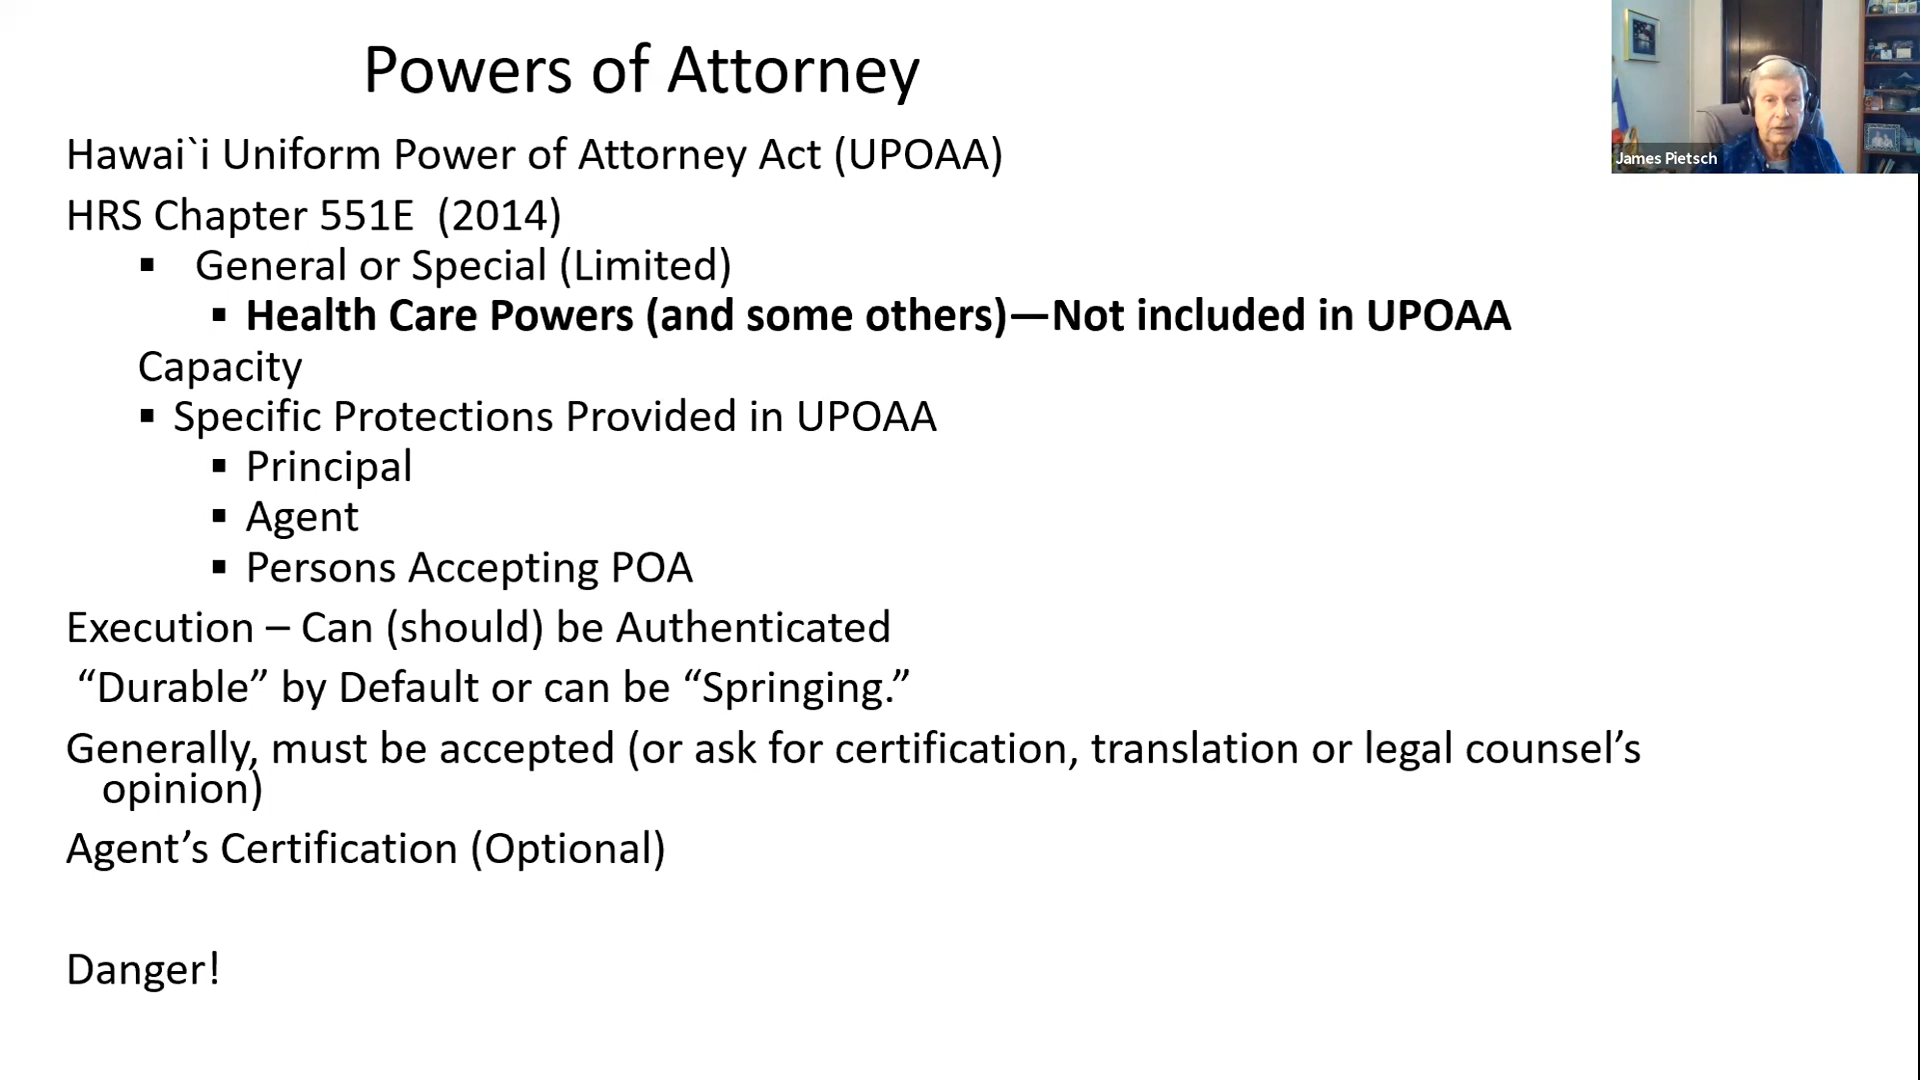 Powers of Attorney
James Pietsch
Hawai`i Uniform Power of Attorney Act (UPOAA)
HRS Chapter 551E (2014)
▪ General or Special (Limited)
▪ Health Care Powers (and some others)—Not included in UPOAA
Capacity
▪ Specific Protections Provided in UPOAA
▪ Principal
▪ Agent
▪ Persons Accepting POA
Execution – Can (should) be Authenticated
“Durable” by Default or can be “Springing.”
Generally, must be accepted (or ask for certification, translation or legal counsel’s
opinion)
Agent’s Certification (Optional)
Danger!